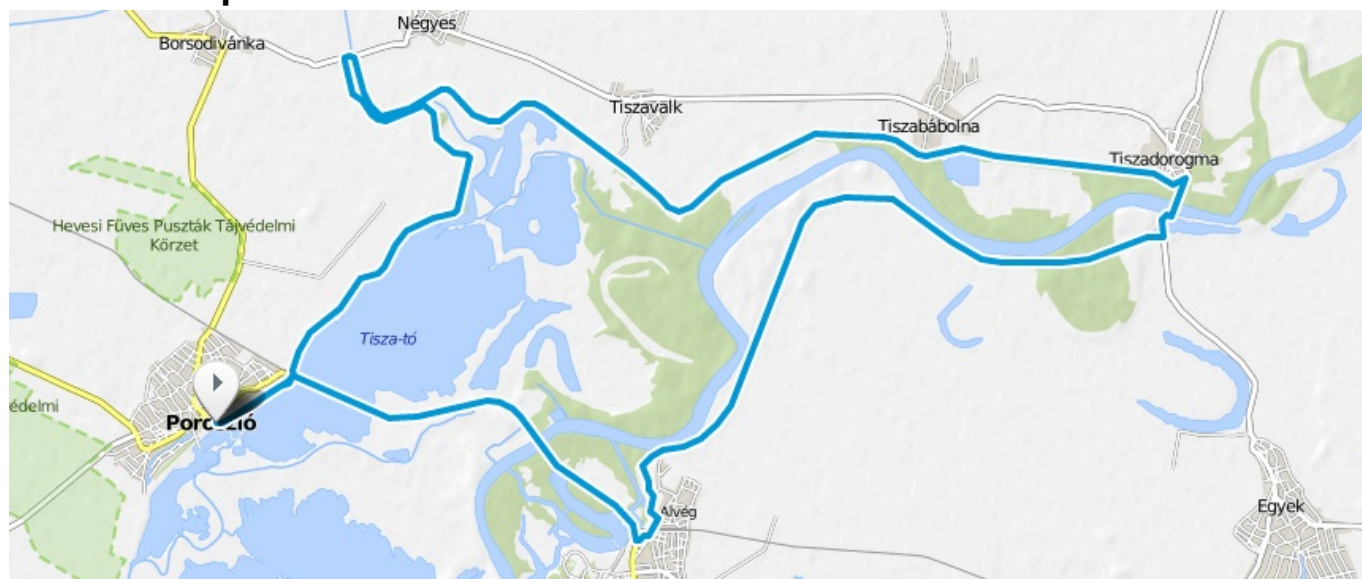 Négyes
Borsodivánka
Tiszavalk
Tiszabábolna
Tiszadorogma
Hevesi Füves Puszták Tájvédelmi
Körzet
Tisza-tó
édelmi
Alvég
Egyek